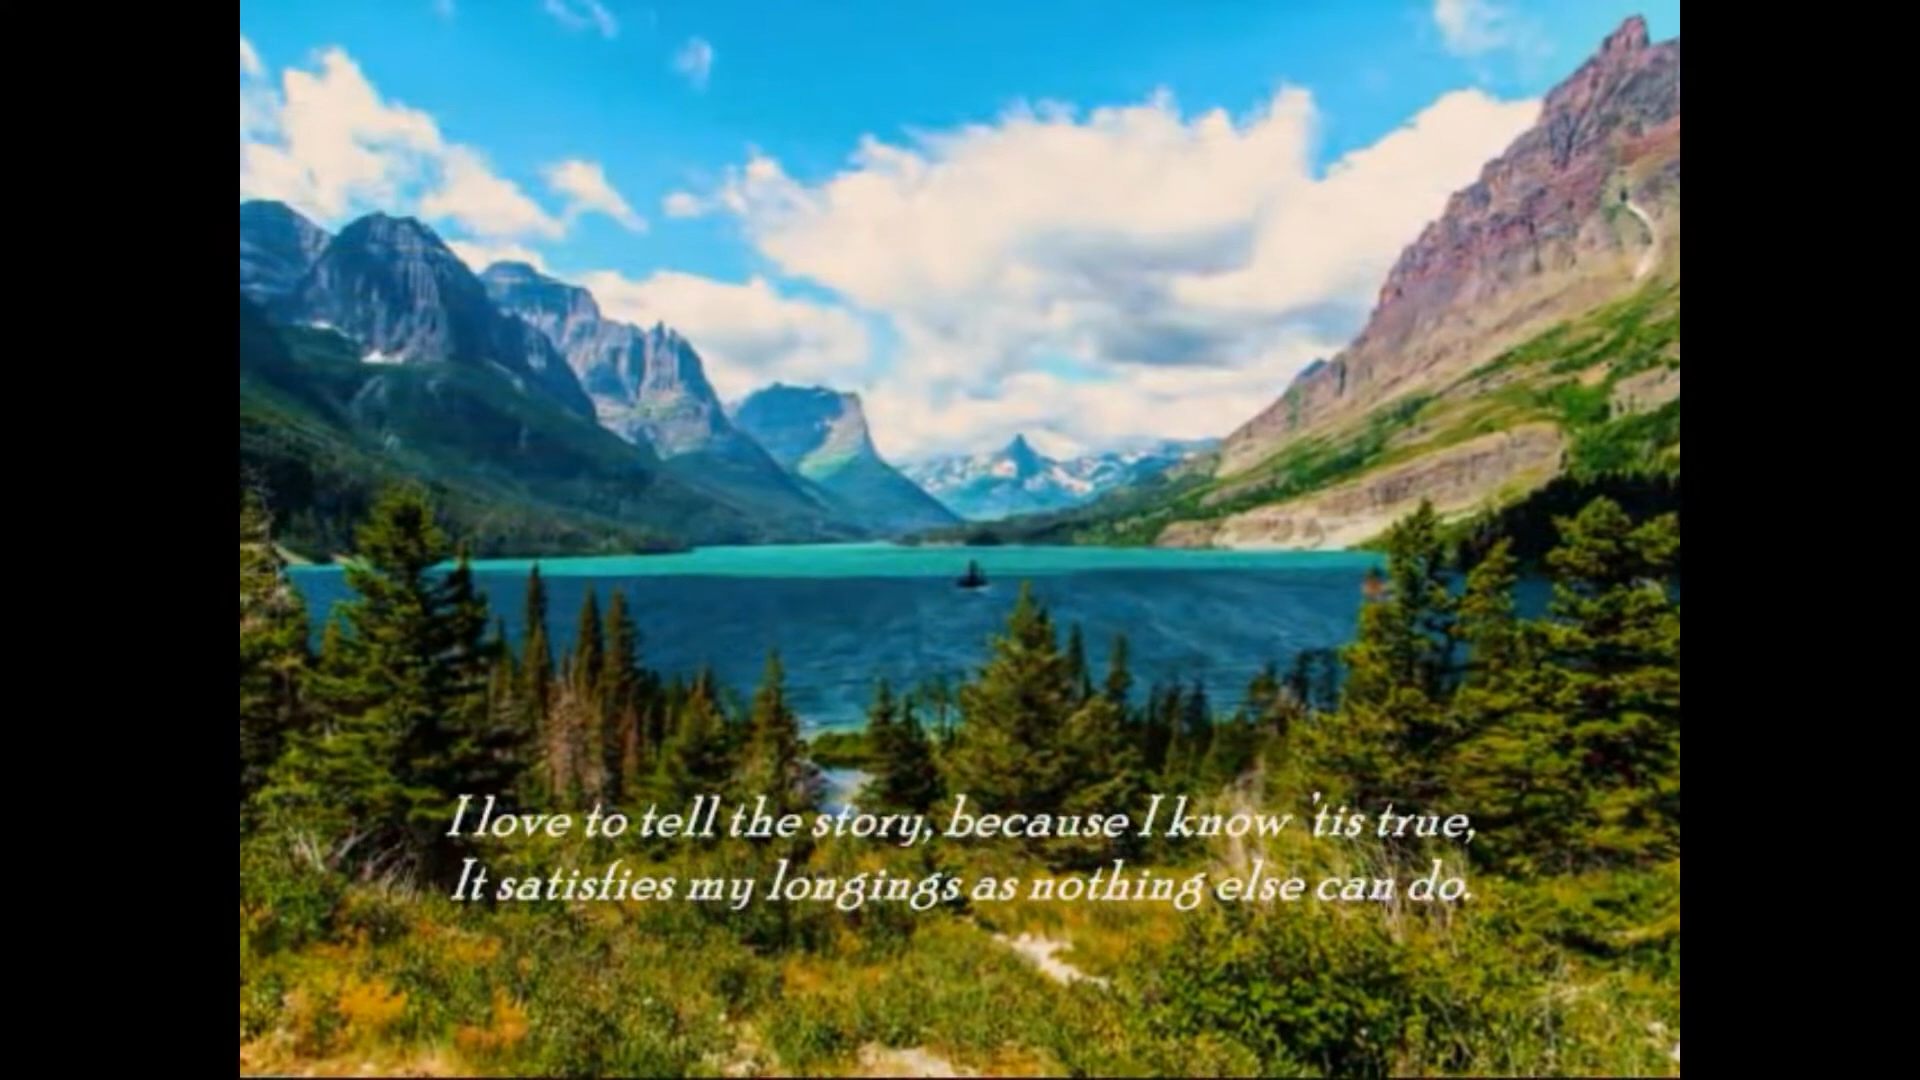 I love to tell the story, because I know 'tis true,
It satisfies my longings as nothing else can do.